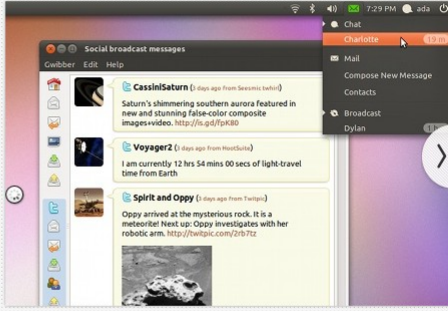 7:29 PM ada
Chat
Charlotte 19 m
Mail
Compose New Message
Contacts
Broadcast
Dylan
Social broadcast messages
Gwibber Edit Help
CassiniSaturn (3 days ago from Seesmic twhirl)
Saturn's shimmering southern aurora featured in
new and stunning false-color composite
images+video. http://is.gd/fpK80
Voyager2 (3 days ago from HootSuite)
I am currently 12 hrs 54 mins 00 secs of light-travel
time from Earth
Spirit and Oppy (3 days ago from Twitpic)
Oppy arrived at the mysterious rock. It is a
meteorite! Next up: Oppy investigates with her
robotic arm. http://twitpic.com/2rb7tz